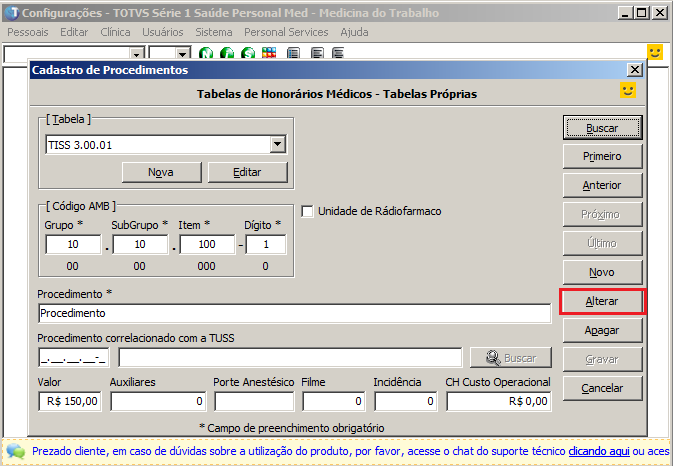 Configurações - TOTVS Série 1 Saúde Personal Med - Medicina do Trabalho
Pessoais Editar Clínica Usuários Sistema Personal Services Ajuda
Cadastro de Procedimentos
Tabelas de Honorários Médicos - Tabelas Próprias
[ Tabela ]
TISS 3.00.01
Nova Editar
Buscar
Primeiro
Anterior
Próximo
Último
Novo
Alterar
Apagar
Gravar
Cancelar
[ Código AMB ]
Grupo * SubGrupo * Item * Dígito *
10 . 10 . 100 - 1
00 00 000 0
Unidade de Rádiofarmaco
Procedimento *
Procedimento
Procedimento correlacionado com a TUSS
_.__.__.__-_
Buscar
Valor Auxiliares Porte Anestésico Filme Incidência CH Custo Operacional
R$ 150,00 0 0 0 R$ 0,00
* Campo de preenchimento obrigatório
Prezado cliente, em caso de dúvidas sobre a utilização do produto, por favor, acesse o chat do suporte técnico clicando aqui ou aces